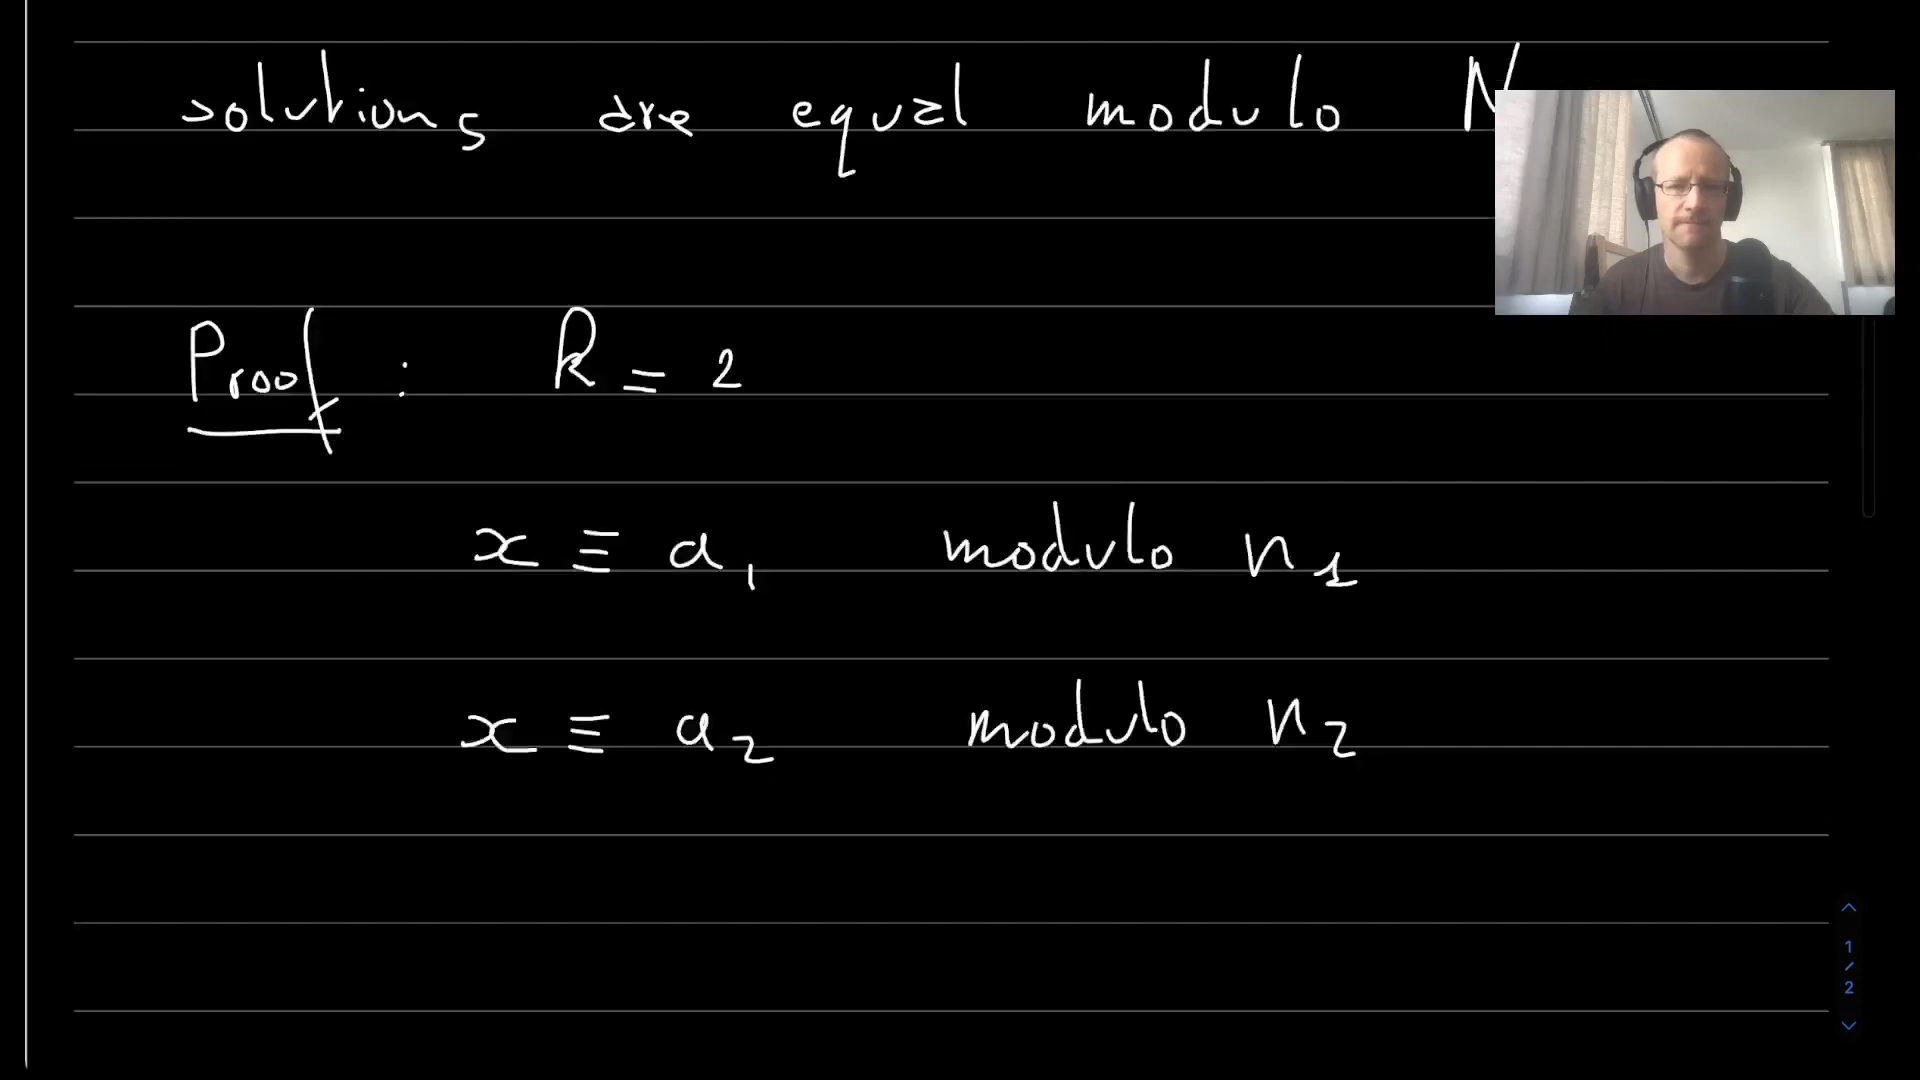 solutions are equal modulo N
Proof : k = 2
x ≡ a₁ modulo n₁
x ≡ a₂ modulo n₂
1
/
2